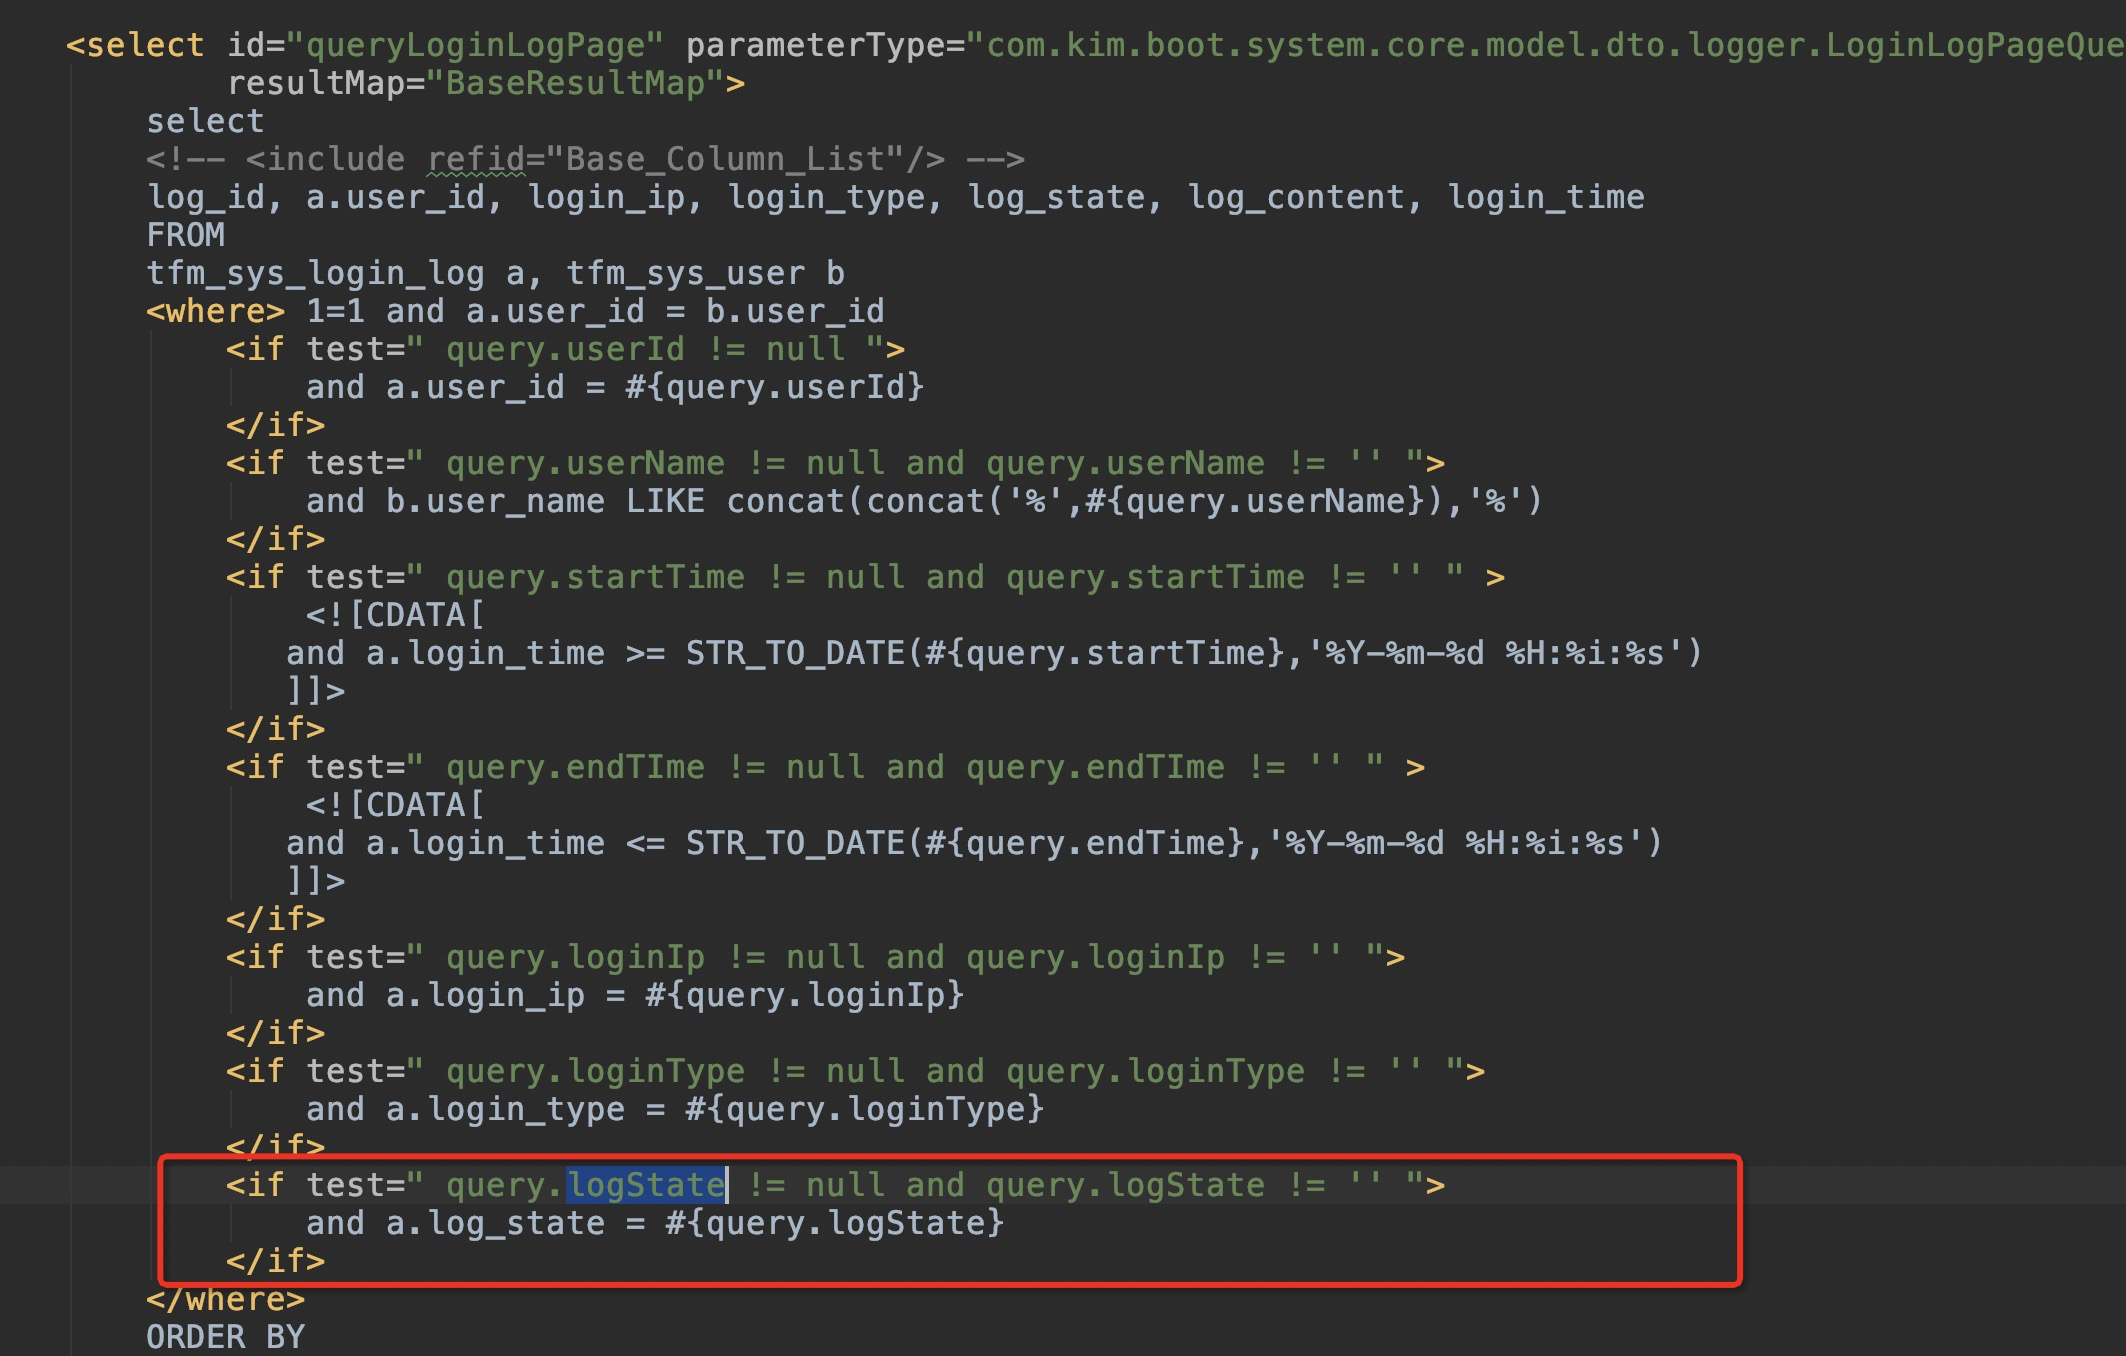 <select id="queryLoginLogPage" parameterType="com.kim.boot.system.core.model.dto.logger.LoginLogPageQue
resultMap="BaseResultMap">
select
<!-- <include refid="Base_Column_List"/> -->
log_id, a.user_id, login_ip, login_type, log_state, log_content, login_time
FROM
tfm_sys_login_log a, tfm_sys_user b
<where> 1=1 and a.user_id = b.user_id
<if test=" query.userId != null ">
and a.user_id = #{query.userId}
</if>
<if test=" query.userName != null and query.userName != '' ">
and b.user_name LIKE concat(concat('%',#{query.userName}),'%')
</if>
<if test=" query.startTime != null and query.startTime != '' " >
<![CDATA[
and a.login_time >= STR_TO_DATE(#{query.startTime},'%Y-%m-%d %H:%i:%s')
]]>
</if>
<if test=" query.endTIme != null and query.endTIme != '' " >
<![CDATA[
and a.login_time <= STR_TO_DATE(#{query.endTime},'%Y-%m-%d %H:%i:%s')
]]>
</if>
<if test=" query.loginIp != null and query.loginIp != '' ">
and a.login_ip = #{query.loginIp}
</if>
<if test=" query.loginType != null and query.loginType != '' ">
and a.login_type = #{query.loginType}
</if>
<if test=" query.logState != null and query.logState != '' ">
and a.log_state = #{query.logState}
</if>
</where>
ORDER BY